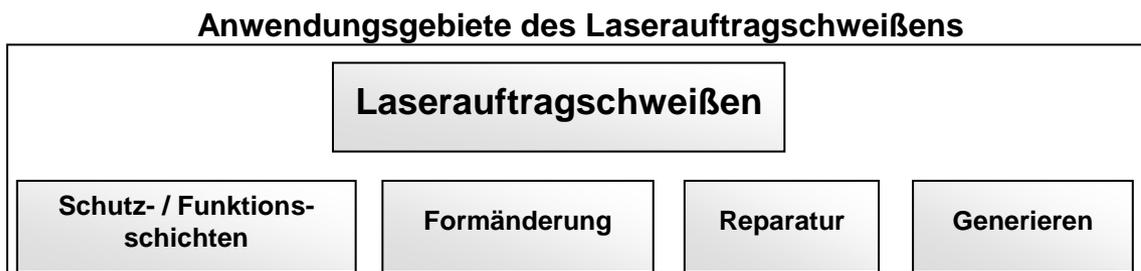 Anwendungsgebiete des Laserauftragschweißens
Laserauftragschweißen
Schutz- / Funktions-
schichten
Formänderung
Reparatur
Generieren